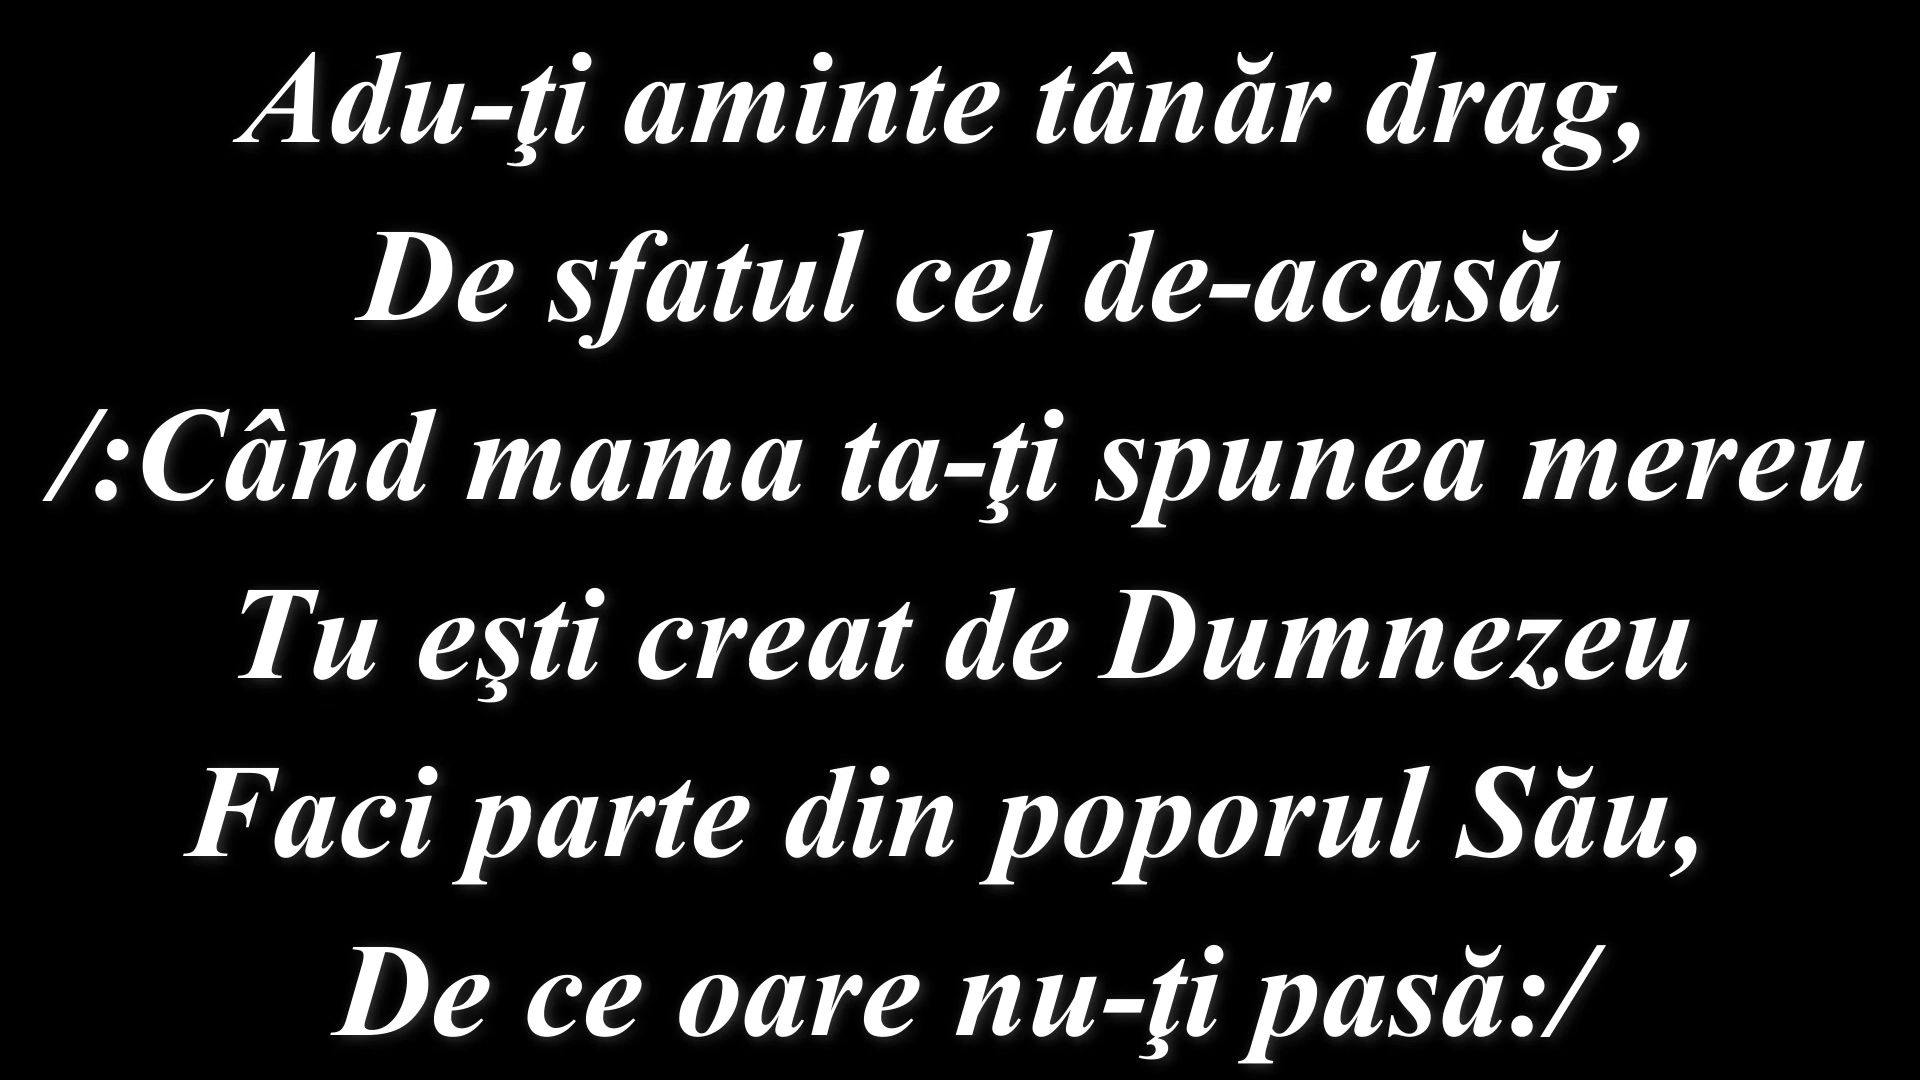 Adu-ţi aminte tânăr drag,
De sfatul cel de-acasă
/:Când mama ta-ţi spunea mereu
Tu eşti creat de Dumnezeu
Faci parte din poporul Său,
De ce oare nu-ţi pasă:/